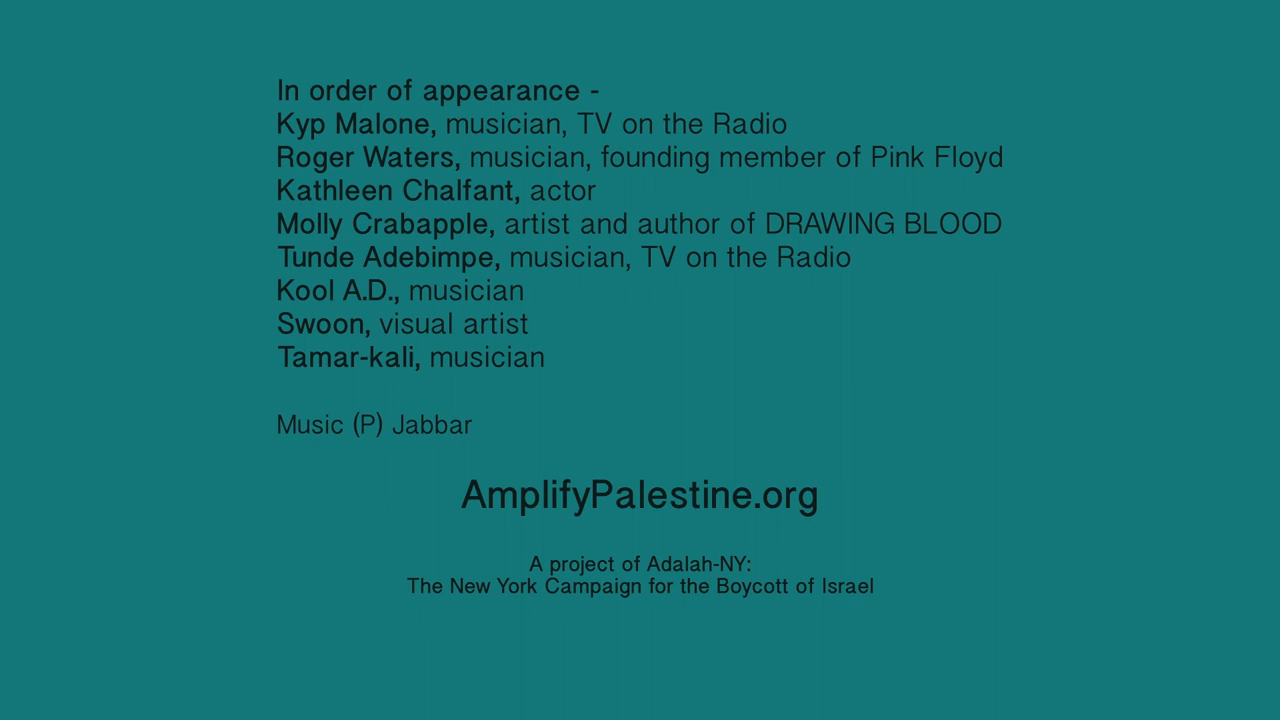 In order of appearance -
Kyp Malone, musician, TV on the Radio
Roger Waters, musician, founding member of Pink Floyd
Kathleen Chalfant, actor
Molly Crabapple, artist and author of DRAWING BLOOD
Tunde Adebimpe, musician, TV on the Radio
Kool A.D., musician
Swoon, visual artist
Tamar-kali, musician
Music (P) Jabbar
AmplifyPalestine.org
A project of Adalah-NY:
The New York Campaign for the Boycott of Israel